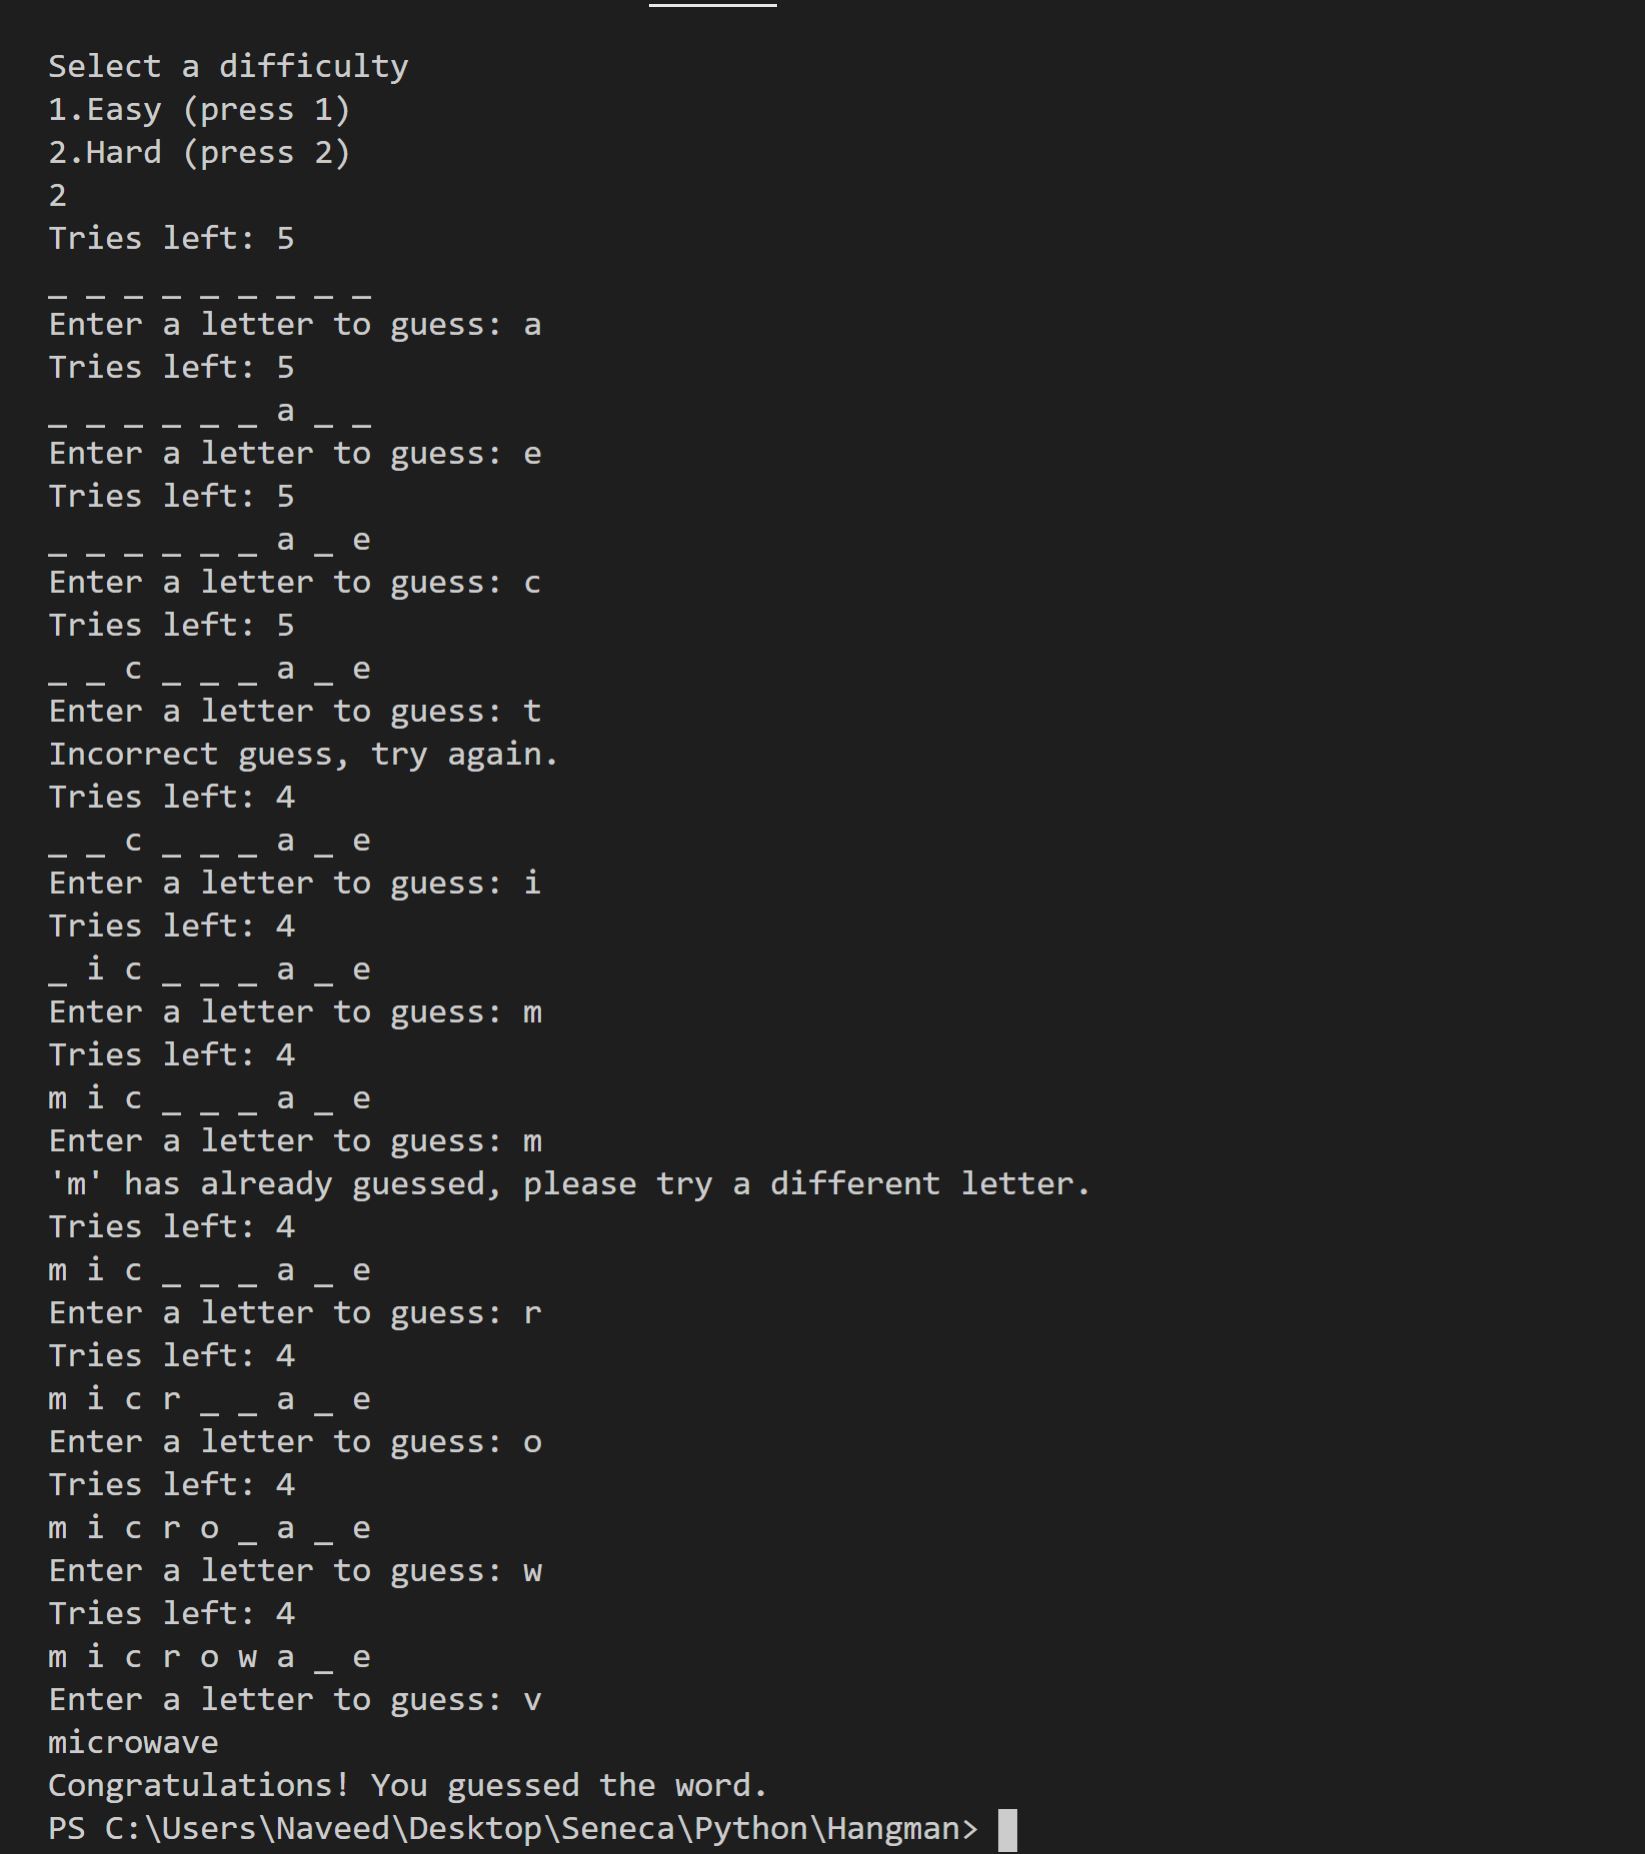 Select a difficulty
1.Easy (press 1)
2.Hard (press 2)
2
Tries left: 5
_ _ _ _ _ _ _ _ _
Enter a letter to guess: a
Tries left: 5
_ _ _ _ _ _ a _ _
Enter a letter to guess: e
Tries left: 5
_ _ _ _ _ _ a _ e
Enter a letter to guess: c
Tries left: 5
_ _ c _ _ _ a _ e
Enter a letter to guess: t
Incorrect guess, try again.
Tries left: 4
_ _ c _ _ _ a _ e
Enter a letter to guess: i
Tries left: 4
_ i c _ _ _ a _ e
Enter a letter to guess: m
Tries left: 4
m i c _ _ _ a _ e
Enter a letter to guess: m
'm' has already guessed, please try a different letter.
Tries left: 4
m i c _ _ _ a _ e
Enter a letter to guess: r
Tries left: 4
m i c r _ _ a _ e
Enter a letter to guess: o
Tries left: 4
m i c r o _ a _ e
Enter a letter to guess: w
Tries left: 4
m i c r o w a _ e
Enter a letter to guess: v
microwave
Congratulations! You guessed the word.
PS C:\Users\Naveed\Desktop\Seneca\Python\Hangman>